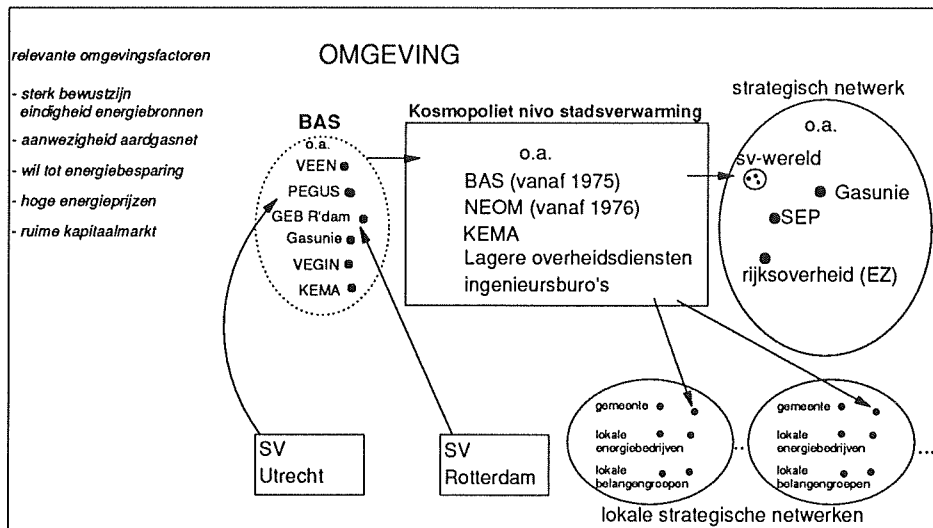 relevante omgevingsfactoren
- sterk bewustzijn
eindigheid energiebronnen
- aanwezigheid aardgasnet
- wil tot energiebesparing
- hoge energieprijzen
- ruime kapitaalmarkt
OMGEVING
BAS
o.a.
VEEN
PEGUS
GEB R'dam
Gasunie
VEGIN
KEMA
Kosmopoliet nivo stadsverwarming
o.a.
BAS (vanaf 1975)
NEOM (vanaf 1976)
KEMA
Lagere overheidsdiensten
ingenieursburo's
strategisch netwerk
o.a.
sv-wereld
Gasunie
SEP
rijksoverheid (EZ)
SV
Utrecht
SV
Rotterdam
gemeente
lokale
energiebedrijven
lokale
belangengroepen
..
gemeente
lokale
energiebedrijven
lokale
belangengroepen
...
lokale strategische netwerken